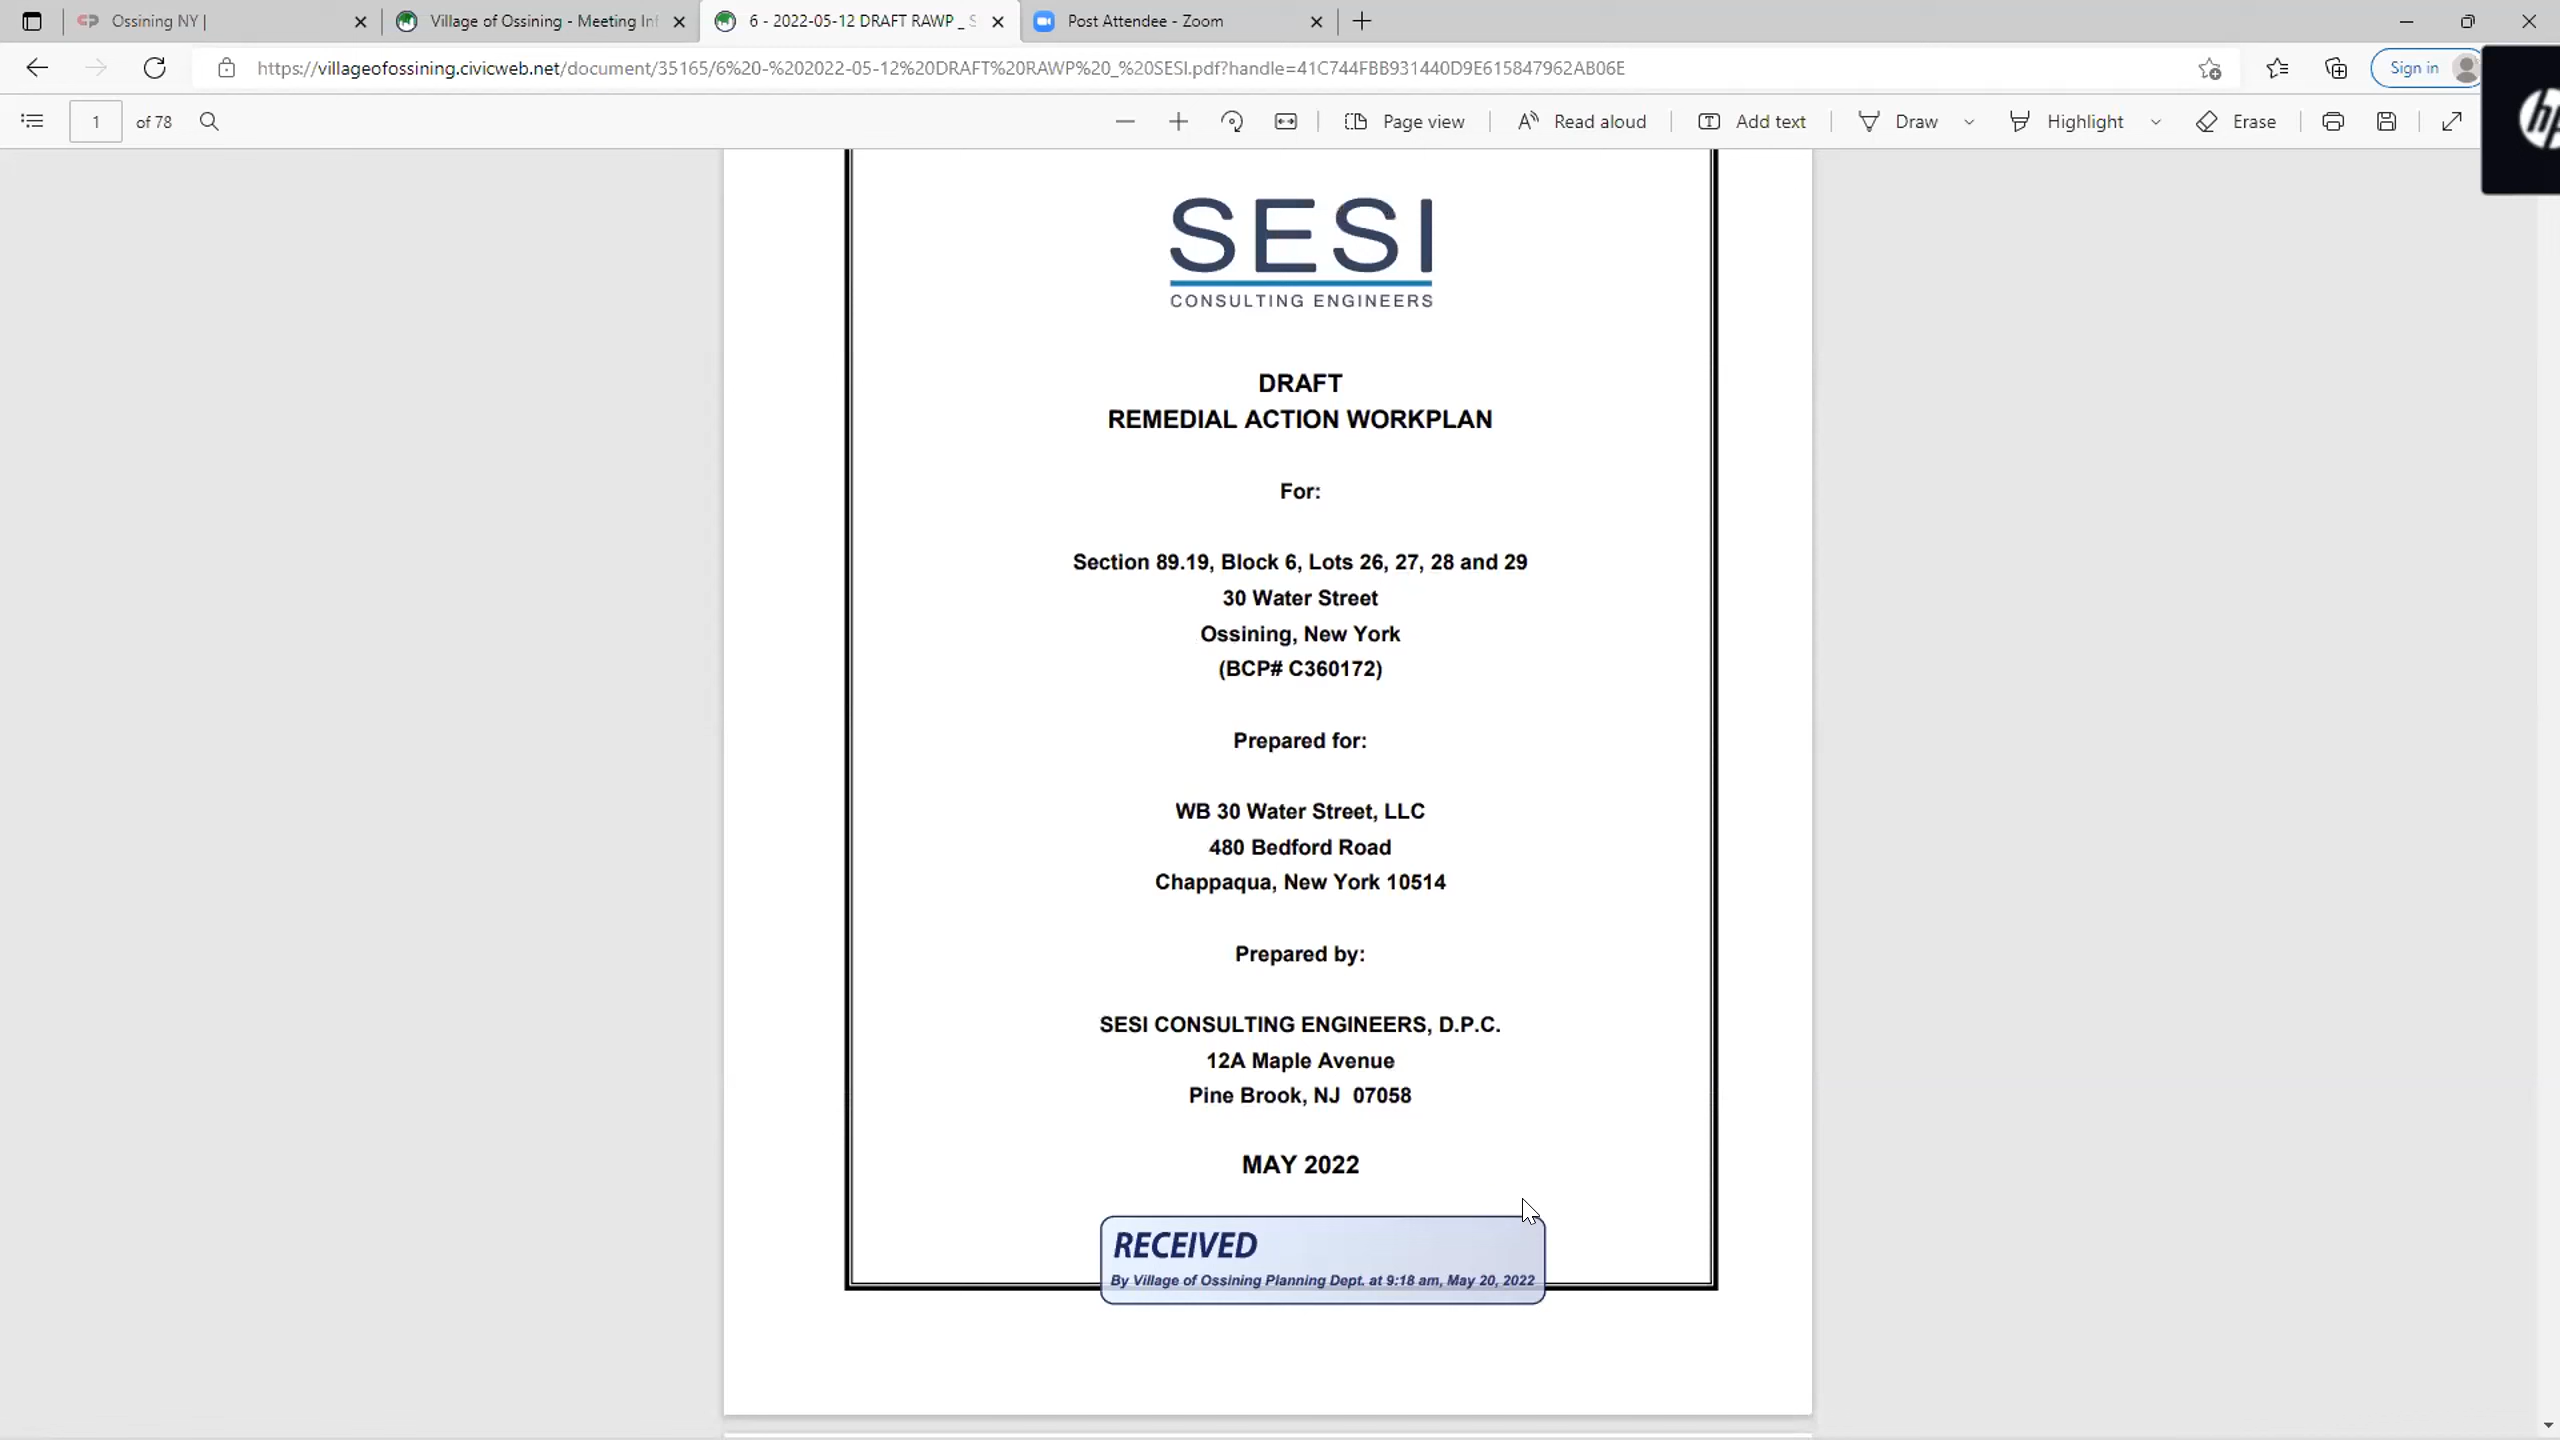 Ossining NY |
Village of Ossining - Meeting Inf
6 - 2022-05-12 DRAFT RAWP _ S
Post Attendee - Zoom
https://villageofossining.civicweb.net/document/35165/6%20-%202022-05-12%20DRAFT%20RAWP%20_%20SESI.pdf?handle=41C744FBB931440D9E615847962AB06E
Sign in
1 of 78
Page view
Read aloud
Add text
Draw
Highlight
Erase
hp
SESI
CONSULTING ENGINEERS
DRAFT
REMEDIAL ACTION WORKPLAN
For:
Section 89.19, Block 6, Lots 26, 27, 28 and 29
30 Water Street
Ossining, New York
(BCP# C360172)
Prepared for:
WB 30 Water Street, LLC
480 Bedford Road
Chappaqua, New York 10514
Prepared by:
SESI CONSULTING ENGINEERS, D.P.C.
12A Maple Avenue
Pine Brook, NJ 07058
MAY 2022
RECEIVED
By Village of Ossining Planning Dept. at 9:18 am, May 20, 2022